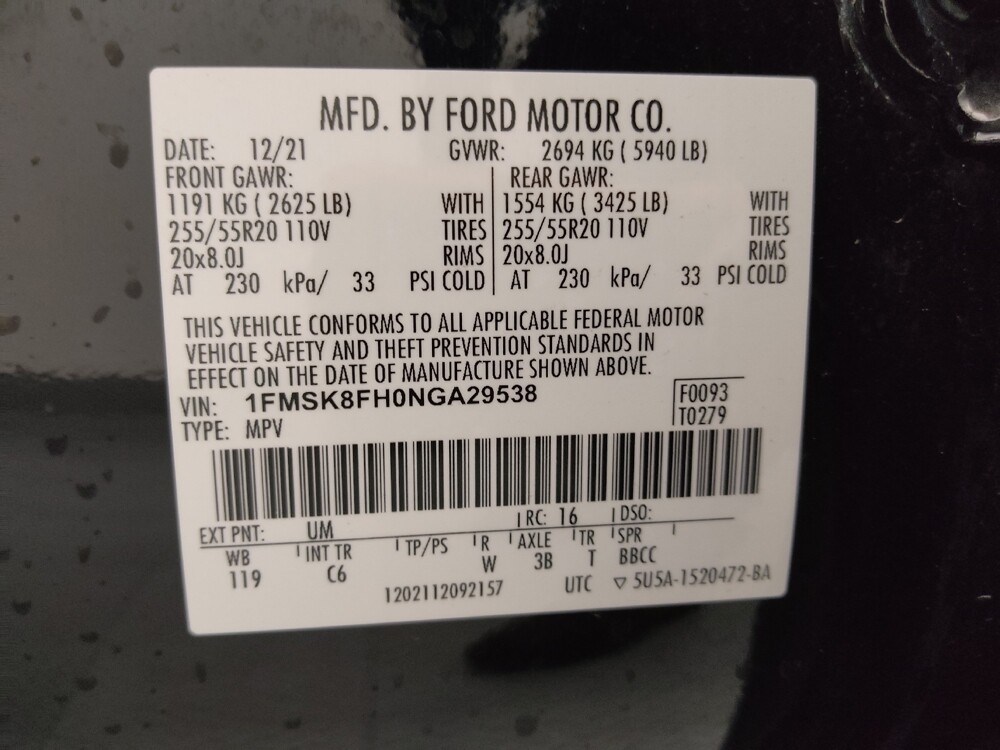 MFD. BY FORD MOTOR CO.
DATE: 12/21 GVWR: 2694 KG ( 5940 LB)
FRONT GAWR: REAR GAWR:
1191 KG ( 2625 LB) WITH 1554 KG ( 3425 LB) WITH
255/55R20 110V TIRES 255/55R20 110V TIRES
20x8.0J RIMS 20x8.0J RIMS
AT 230 kPa/ 33 PSI COLD AT 230 kPa/ 33 PSI COLD
THIS VEHICLE CONFORMS TO ALL APPLICABLE FEDERAL MOTOR
VEHICLE SAFETY AND THEFT PREVENTION STANDARDS IN
EFFECT ON THE DATE OF MANUFACTURE SHOWN ABOVE.
VIN: 1FMSK8FH0NGA29538 F0093
TYPE: MPV T0279
EXT PNT: UM RC: 16 DSO:
WB INT TR TP/PS R AXLE TR SPR
119 C6 W 3B T BBCC
1202112092157 UTC ▽ 5U5A-1520472-BA